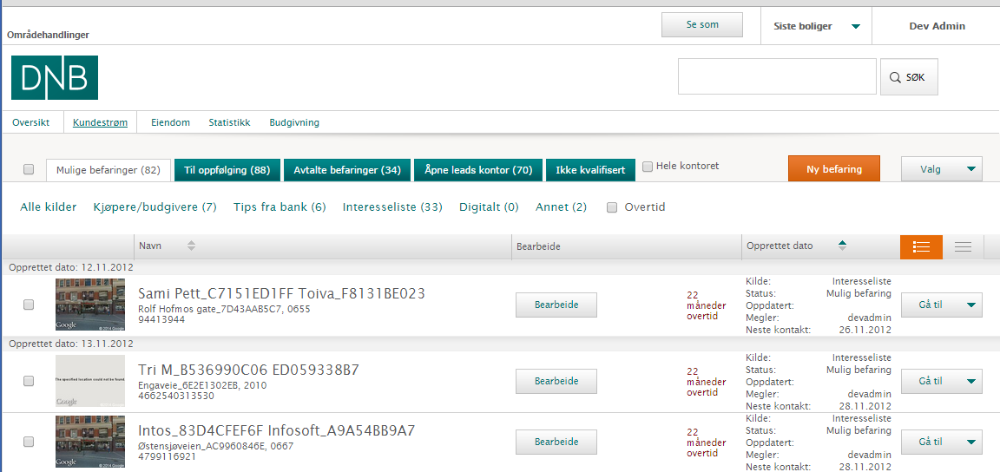 Områdehandlinger
Se som
Siste boliger
Dev Admin
DNB
SØK
Oversikt Kundestrøm Eiendom Statistikk Budgivning
Mulige befaringer (82) Til oppfølging (88) Avtalte befaringer (34) Åpne leads kontor (70) Ikke kvalifisert Hele kontoret Ny befaring Valg
Alle kilder Kjøpere/budgivere (7) Tips fra bank (6) Interesseliste (33) Digitalt (0) Annet (2) Overtid
Navn Bearbeide Opprettet dato
Opprettet dato: 12.11.2012
Google
© 2014 Google
Sami Pett_C7151ED1FF Toiva_F8131BE023
Rolf Hofmos gate_7D43AAB5C7, 0655
94413944
Bearbeide
22
måneder
overtid
Kilde: Interesseliste
Status: Mulig befaring
Oppdatert:
Megler: devadmin
Neste kontakt: 26.11.2012
Gå til
Opprettet dato: 13.11.2012
The specified location could not be found.
Google
Tri M_B536990C06 ED059338B7
Engaveie_6E2E1302EB, 2010
4662540313530
Bearbeide
22
måneder
overtid
Kilde: Interesseliste
Status: Mulig befaring
Oppdatert:
Megler: devadmin
Neste kontakt: 28.11.2012
Gå til
Google
© 2014 Google
Intos_83D4CFEF6F Infosoft_A9A54BB9A7
Østensjøveien_AC9960846E, 0667
4799116921
Bearbeide
22
måneder
overtid
Kilde: Interesseliste
Status: Mulig befaring
Oppdatert:
Megler: devadmin
Neste kontakt: 28.11.2012
Gå til